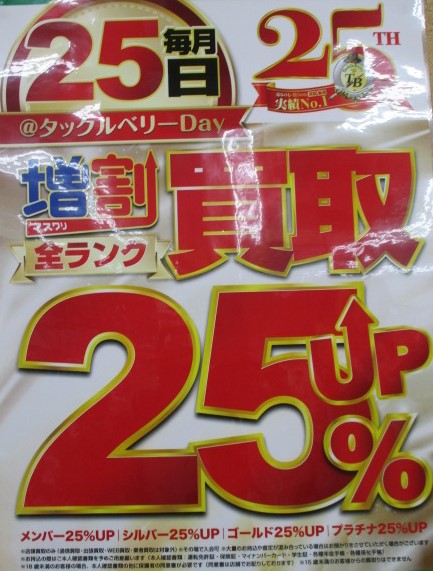 毎月
25日
25TH
TB
実績No.1
@タックルベリーDay
増割
マスワリ
買取
全ランク
25%UP
メンバー25%UP|シルバー25%UP|ゴールド25%UP|プラチナ25%UP